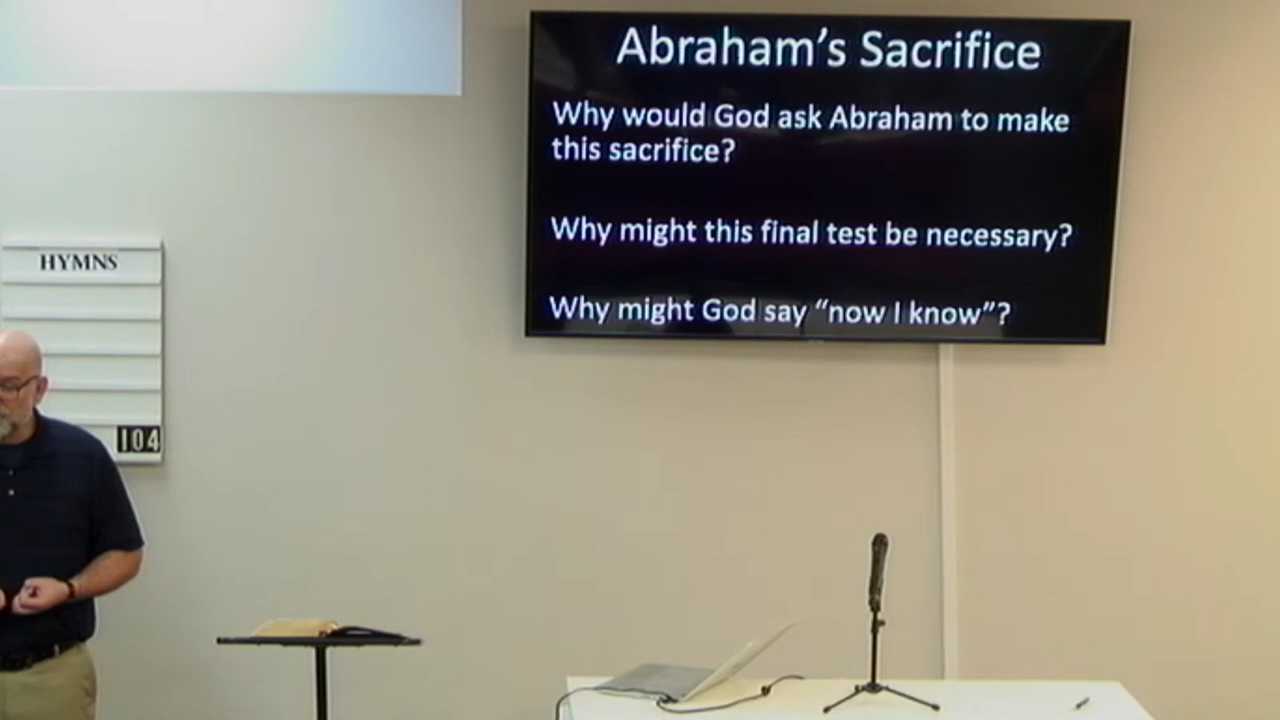 Abraham’s Sacrifice
Why would God ask Abraham to make
this sacrifice?
Why might this final test be necessary?
Why might God say “now I know”?
HYMNS
104